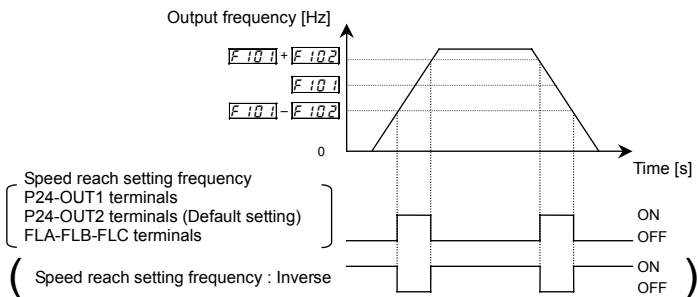 Output frequency [Hz]
F101 + F102
F101
F101 − F102
0
Time [s]
Speed reach setting frequency
P24-OUT1 terminals
P24-OUT2 terminals (Default setting)
FLA-FLB-FLC terminals
ON
OFF
( Speed reach setting frequency : Inverse
ON
OFF )